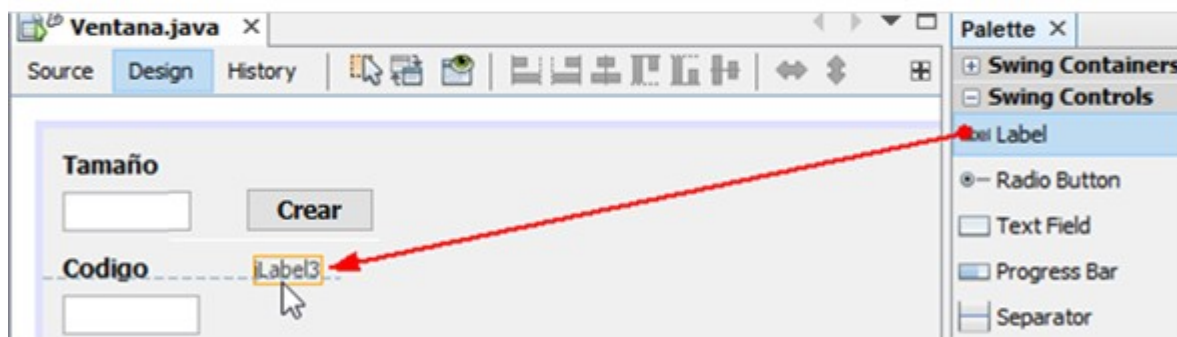 Ventana.java
Palette
Source Design History
Swing Containers
Swing Controls
Label
Tamaño
Radio Button
Crear
Text Field
Codigo
jLabel3
Progress Bar
Separator